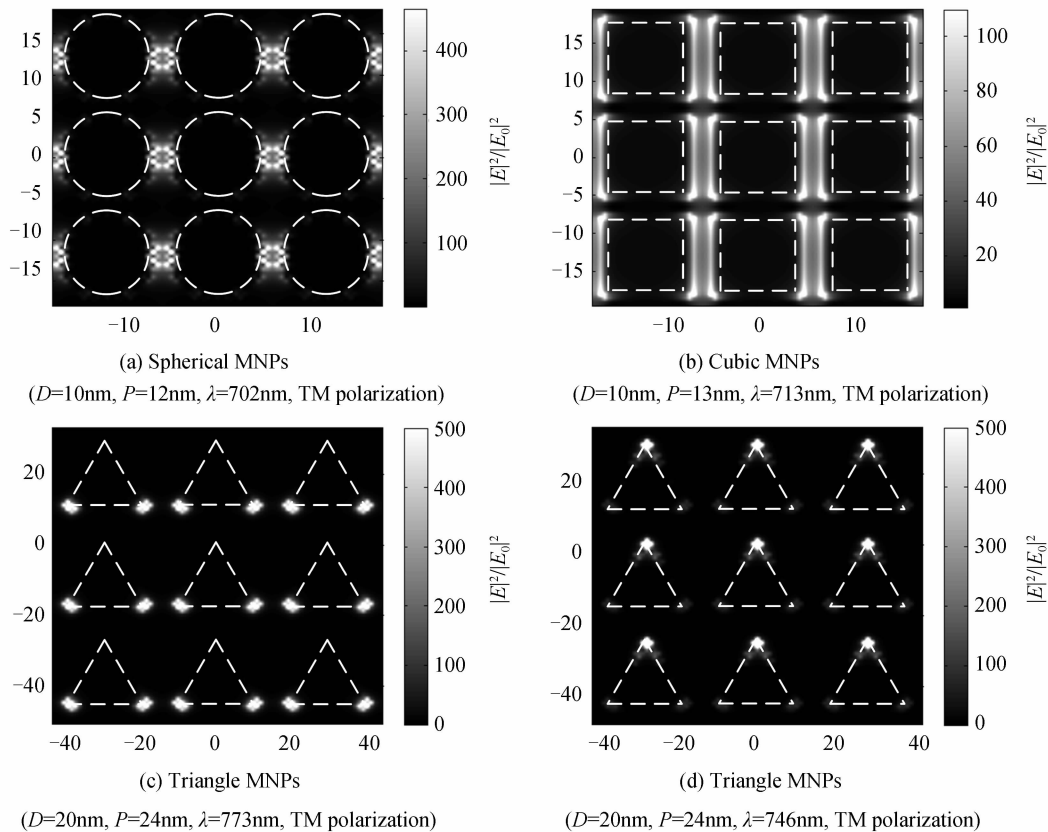 15
10
5
0
−5
−10
−15
−10 0 10
400
300
200
100
|E|²/|E₀|²
(a) Spherical MNPs
(D=10nm, P=12nm, λ=702nm, TM polarization)
15
10
5
0
−5
−10
−15
−10 0 10
100
80
60
40
20
|E|²/|E₀|²
(b) Cubic MNPs
(D=10nm, P=13nm, λ=713nm, TM polarization)
20
0
−20
−40
−40 −20 0 20 40
500
400
300
200
100
0
|E|²/|E₀|²
(c) Triangle MNPs
(D=20nm, P=24nm, λ=773nm, TM polarization)
20
0
−20
−40
−40 −20 0 20 40
500
400
300
200
100
0
|E|²/|E₀|²
(d) Triangle MNPs
(D=20nm, P=24nm, λ=746nm, TM polarization)